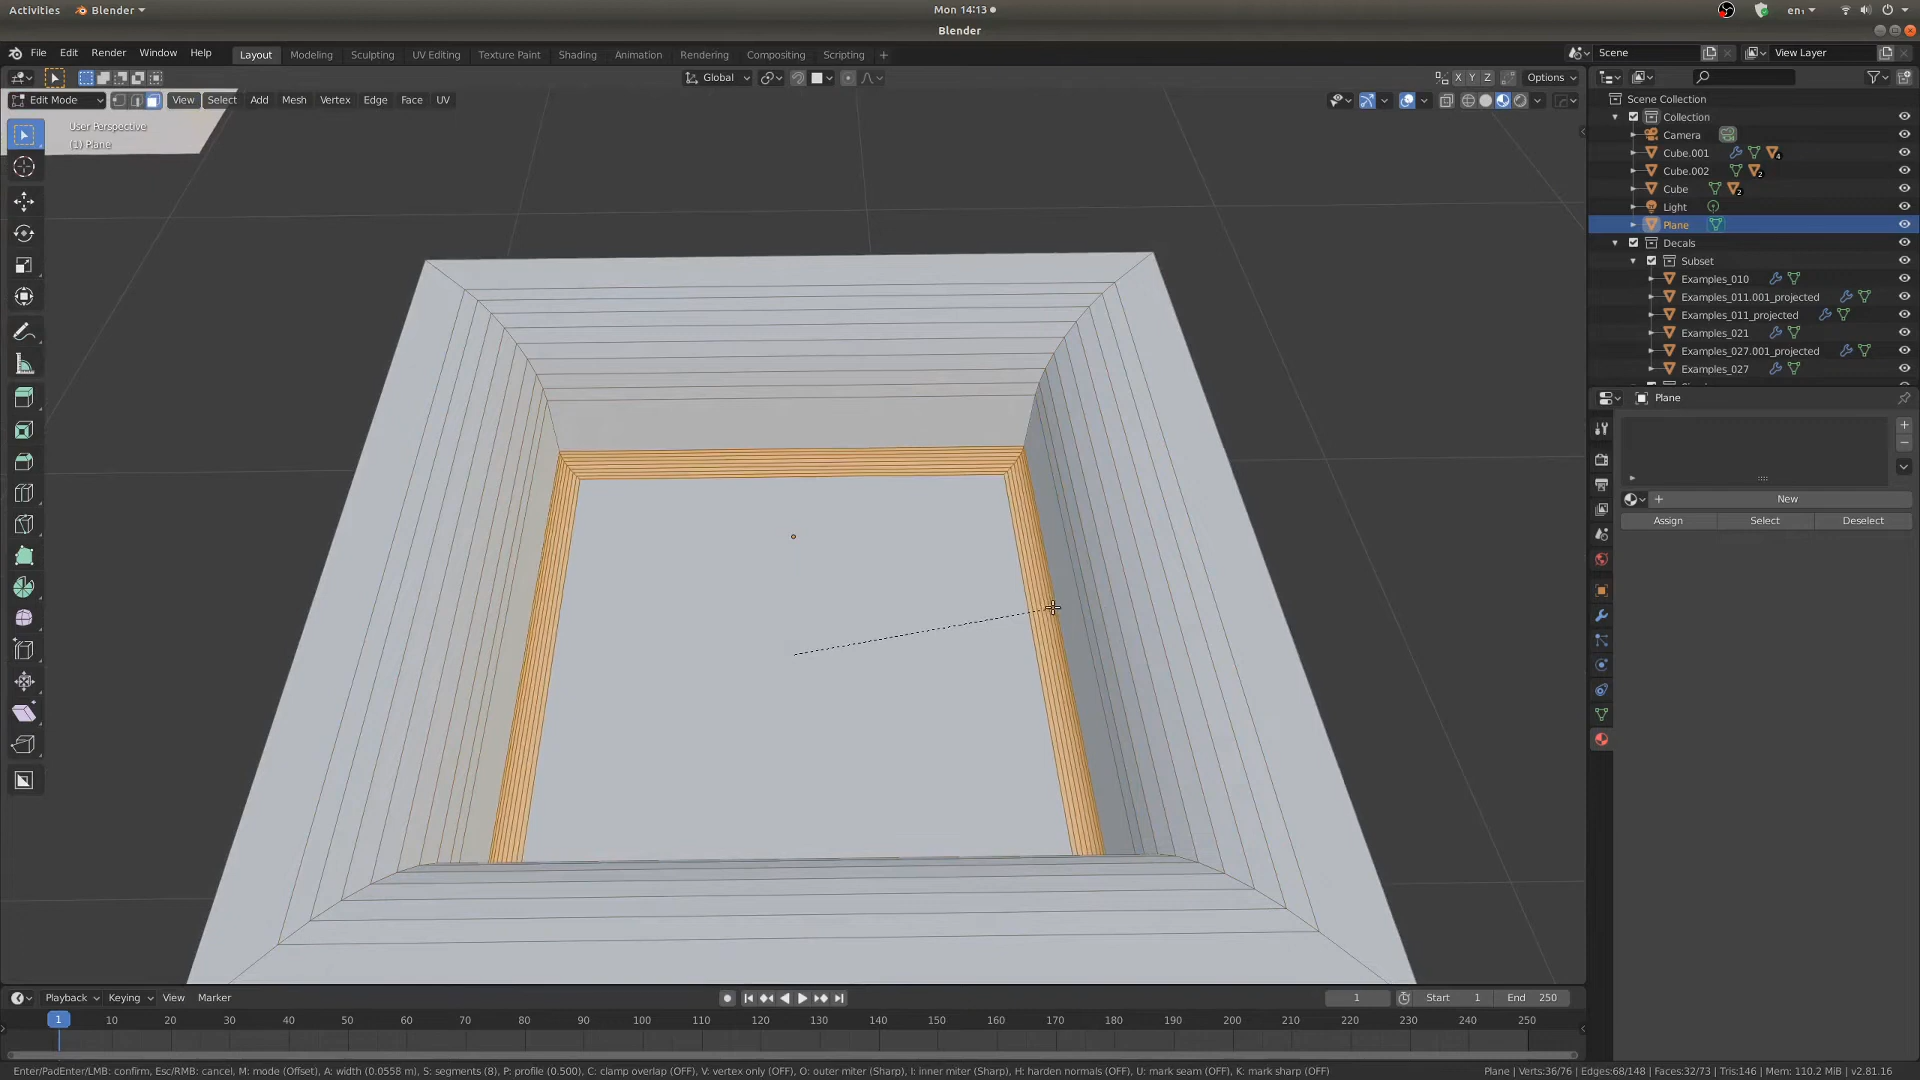 Activities Blender Mon 14:13 en₁
Blender
File Edit Render Window Help Layout Modeling Sculpting UV Editing Texture Paint Shading Animation Rendering Compositing Scripting + Scene View Layer
Global X Y Z Options
Edit Mode View Select Add Mesh Vertex Edge Face UV
User Perspective
(1) Plane
Scene Collection
Collection
Camera
Cube.001 4
Cube.002 2
Cube 2
Light
Plane
Decals
Subset
Examples_010
Examples_011.001_projected
Examples_011_projected
Examples_021
Examples_027.001_projected
Examples_027
Plane
New
Assign Select Deselect
Playback Keying View Marker 1 Start 1 End 250
1 10 20 30 40 50 60 70 80 90 100 110 120 130 140 150 160 170 180 190 200 210 220 230 240 250
Enter/PadEnter/LMB: confirm, Esc/RMB: cancel, M: mode (Offset), A: width (0.0558 m), S: segments (8), P: profile (0.500), C: clamp overlap (OFF), V: vertex only (OFF), O: outer miter (Sharp), I: inner miter (Sharp), H: harden normals (OFF), U: mark seam (OFF), K: mark sharp (OFF) Plane | Verts:36/76 | Edges:68/148 | Faces:32/73 | Tris:146 | Mem: 110.2 MiB | v2.81.16